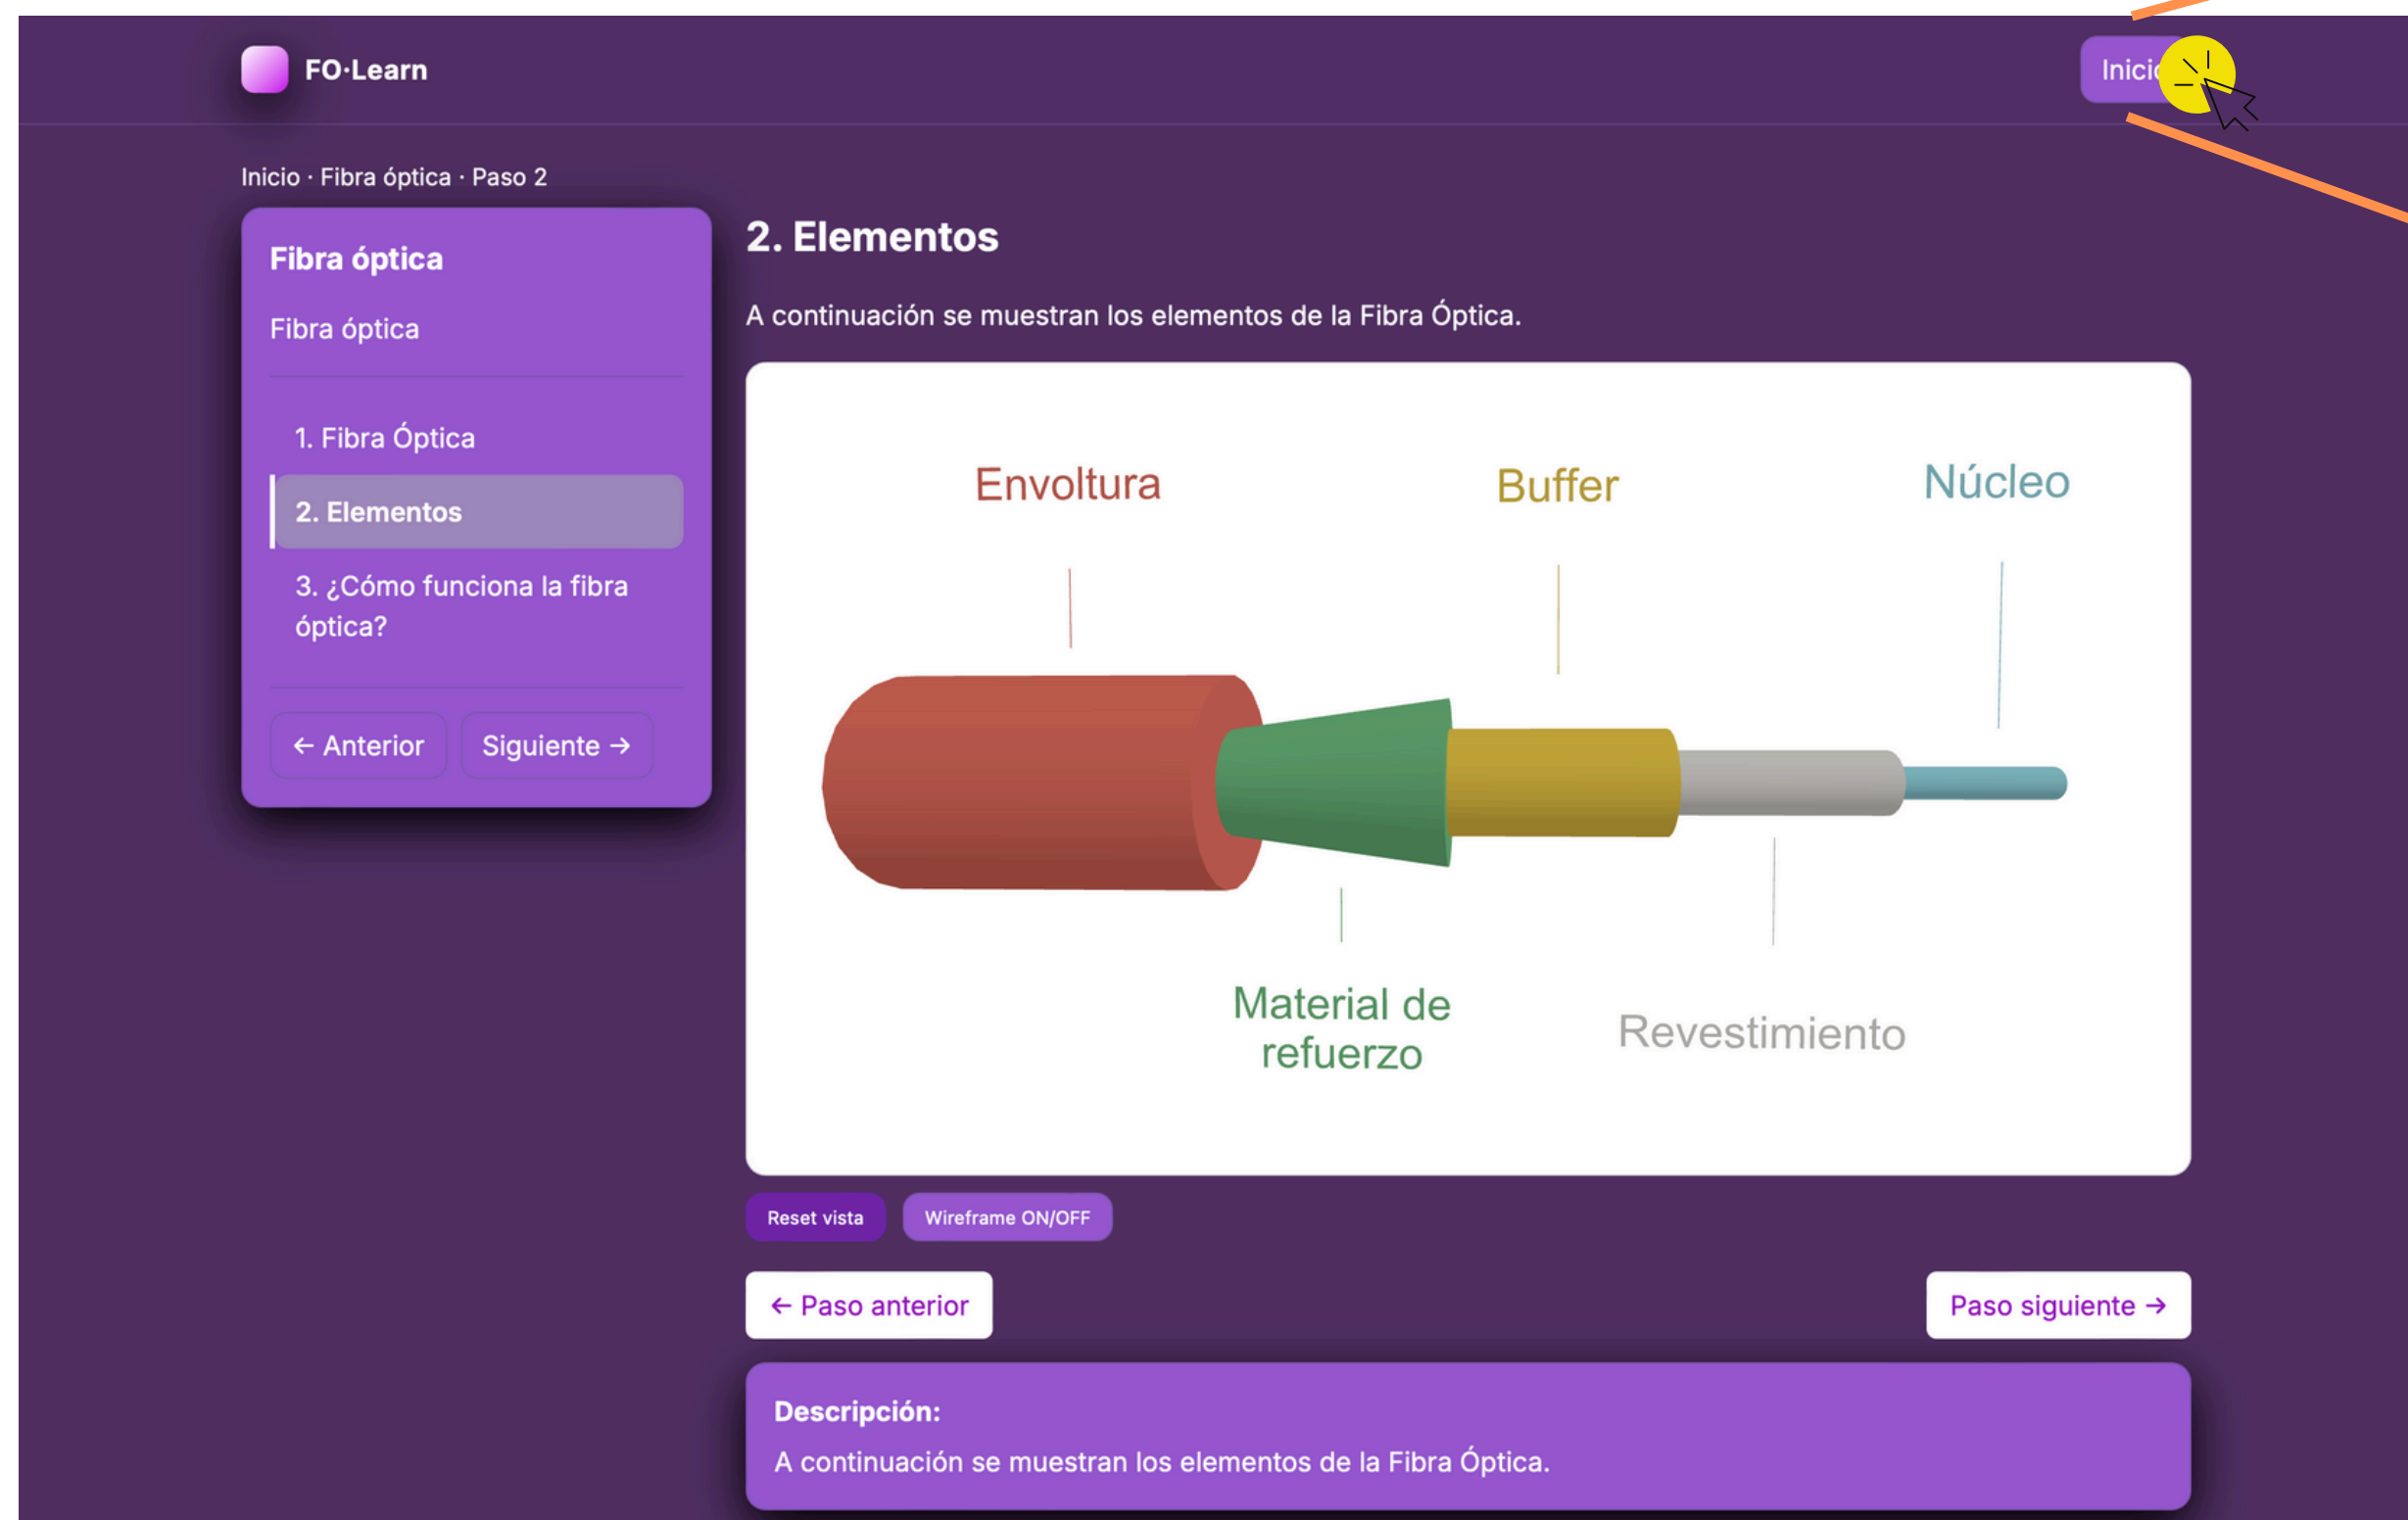 FO·Learn
Inicio · Fibra óptica · Paso 2
Fibra óptica
Fibra óptica
1. Fibra Óptica
2. Elementos
3. ¿Cómo funciona la fibra
óptica?
← Anterior
Siguiente →
2. Elementos
A continuación se muestran los elementos de la Fibra Óptica.
Envoltura
Buffer
Núcleo
Material de
refuerzo
Revestimiento
Reset vista
Wireframe ON/OFF
← Paso anterior
Paso siguiente →
Descripción:
A continuación se muestran los elementos de la Fibra Óptica.